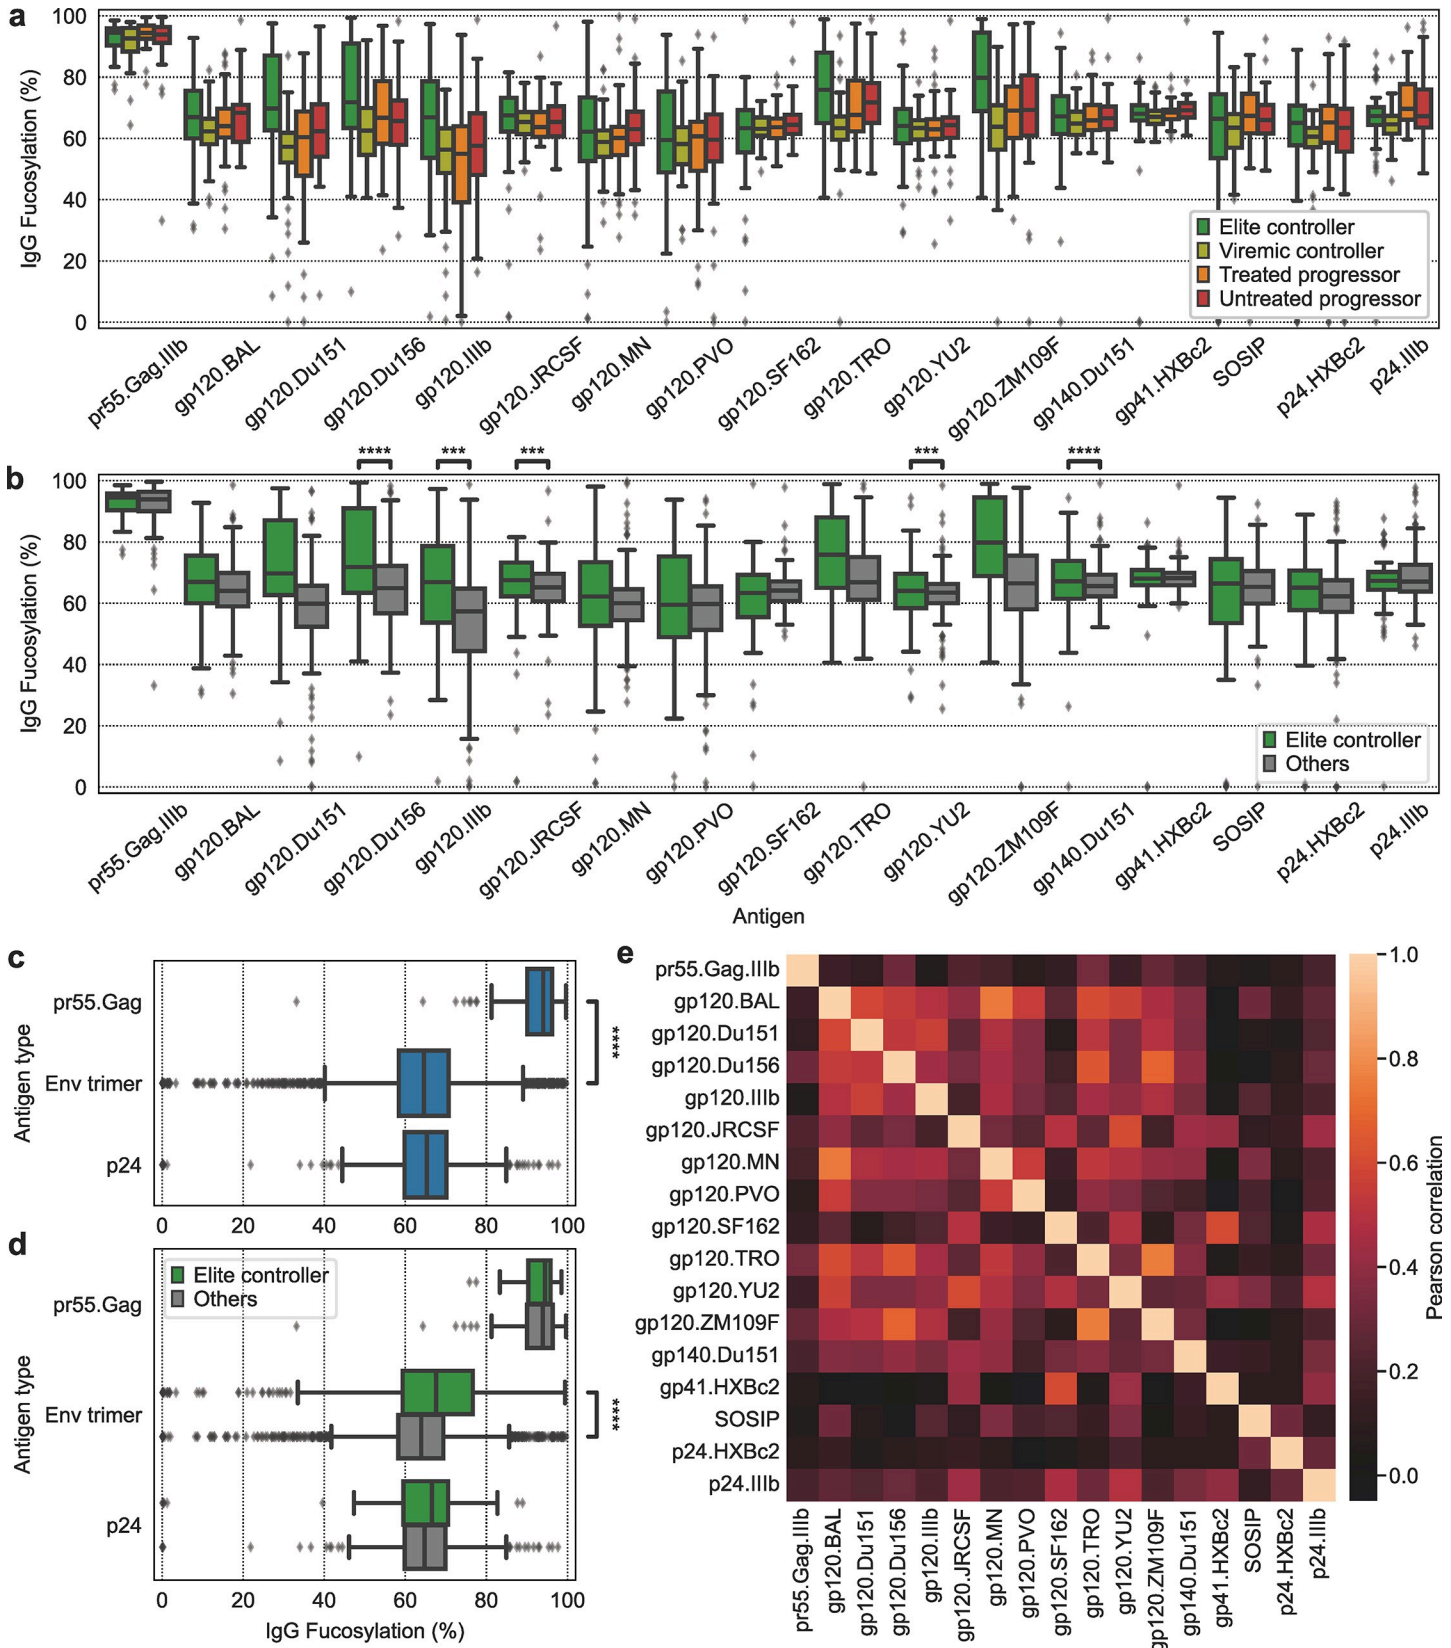 a
IgG Fucosylation (%)
100
80
60
40
20
0
Elite controller
Viremic controller
Treated progressor
Untreated progressor
pr55.Gag.IIIb
gp120.BAL
gp120.Du151
gp120.Du156
gp120.IIIb
gp120.JRCSF
gp120.MN
gp120.PVO
gp120.SF162
gp120.TRO
gp120.YU2
gp120.ZM109F
gp140.Du151
gp41.HXBc2
SOSIP
p24.HXBc2
p24.IIIb
b
**** *** *** *** ****
IgG Fucosylation (%)
100
80
60
40
20
0
Elite controller
Others
pr55.Gag.IIIb
gp120.BAL
gp120.Du151
gp120.Du156
gp120.IIIb
gp120.JRCSF
gp120.MN
gp120.PVO
gp120.SF162
gp120.TRO
gp120.YU2
gp120.ZM109F
gp140.Du151
gp41.HXBc2
SOSIP
p24.HXBc2
p24.IIIb
Antigen
c
Antigen type
pr55.Gag
Env trimer
p24
****
0 20 40 60 80 100
d
Elite controller
Others
Antigen type
pr55.Gag
Env trimer
p24
****
0 20 40 60 80 100
IgG Fucosylation (%)
e
pr55.Gag.IIIb
gp120.BAL
gp120.Du151
gp120.Du156
gp120.IIIb
gp120.JRCSF
gp120.MN
gp120.PVO
gp120.SF162
gp120.TRO
gp120.YU2
gp120.ZM109F
gp140.Du151
gp41.HXBc2
SOSIP
p24.HXBc2
p24.IIIb
pr55.Gag.IIIb
gp120.BAL
gp120.Du151
gp120.Du156
gp120.IIIb
gp120.JRCSF
gp120.MN
gp120.PVO
gp120.SF162
gp120.TRO
gp120.YU2
gp120.ZM109F
gp140.Du151
gp41.HXBc2
SOSIP
p24.HXBc2
p24.IIIb
1.0
0.8
0.6
0.4
0.2
0.0
Pearson correlation